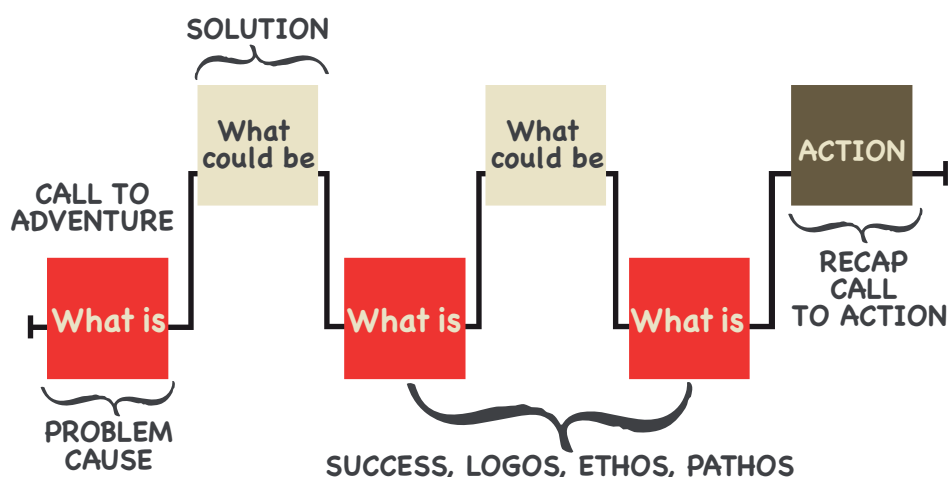 SOLUTION
What
could be
What
could be
ACTION
CALL TO
ADVENTURE
What is
What is
What is
RECAP
CALL
TO ACTION
PROBLEM
CAUSE
SUCCESS, LOGOS, ETHOS, PATHOS